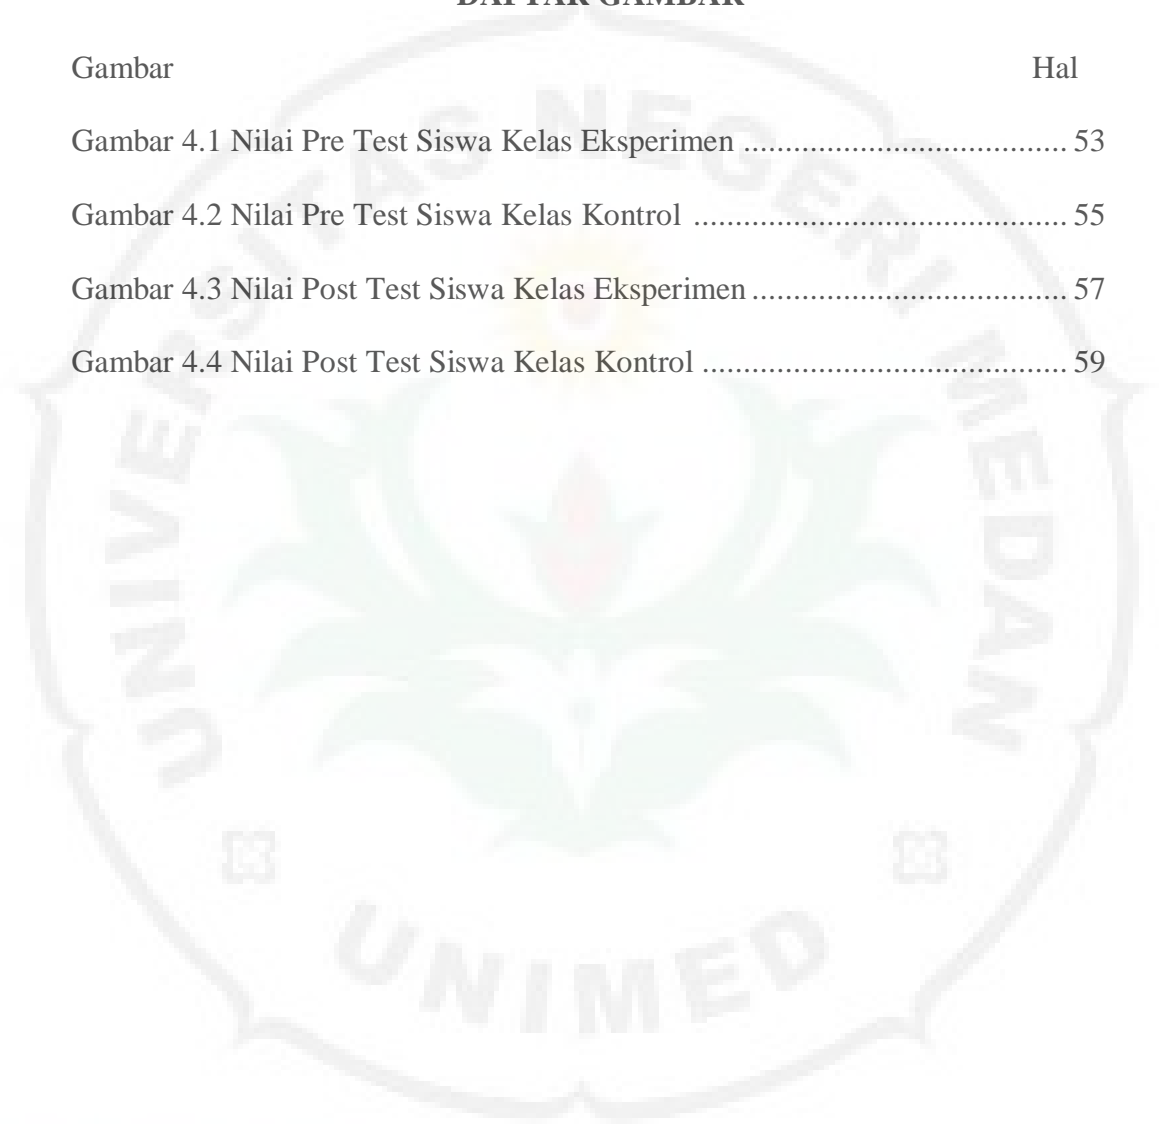 DAFTAR GAMBAR
Gambar Hal
Gambar 4.1 Nilai Pre Test Siswa Kelas Eksperimen ....................................... 53
Gambar 4.2 Nilai Pre Test Siswa Kelas Kontrol ............................................. 55
Gambar 4.3 Nilai Post Test Siswa Kelas Eksperimen ...................................... 57
Gambar 4.4 Nilai Post Test Siswa Kelas Kontrol ............................................ 59
UNIVERSITAS NEGERI MEDAN
UNIMED